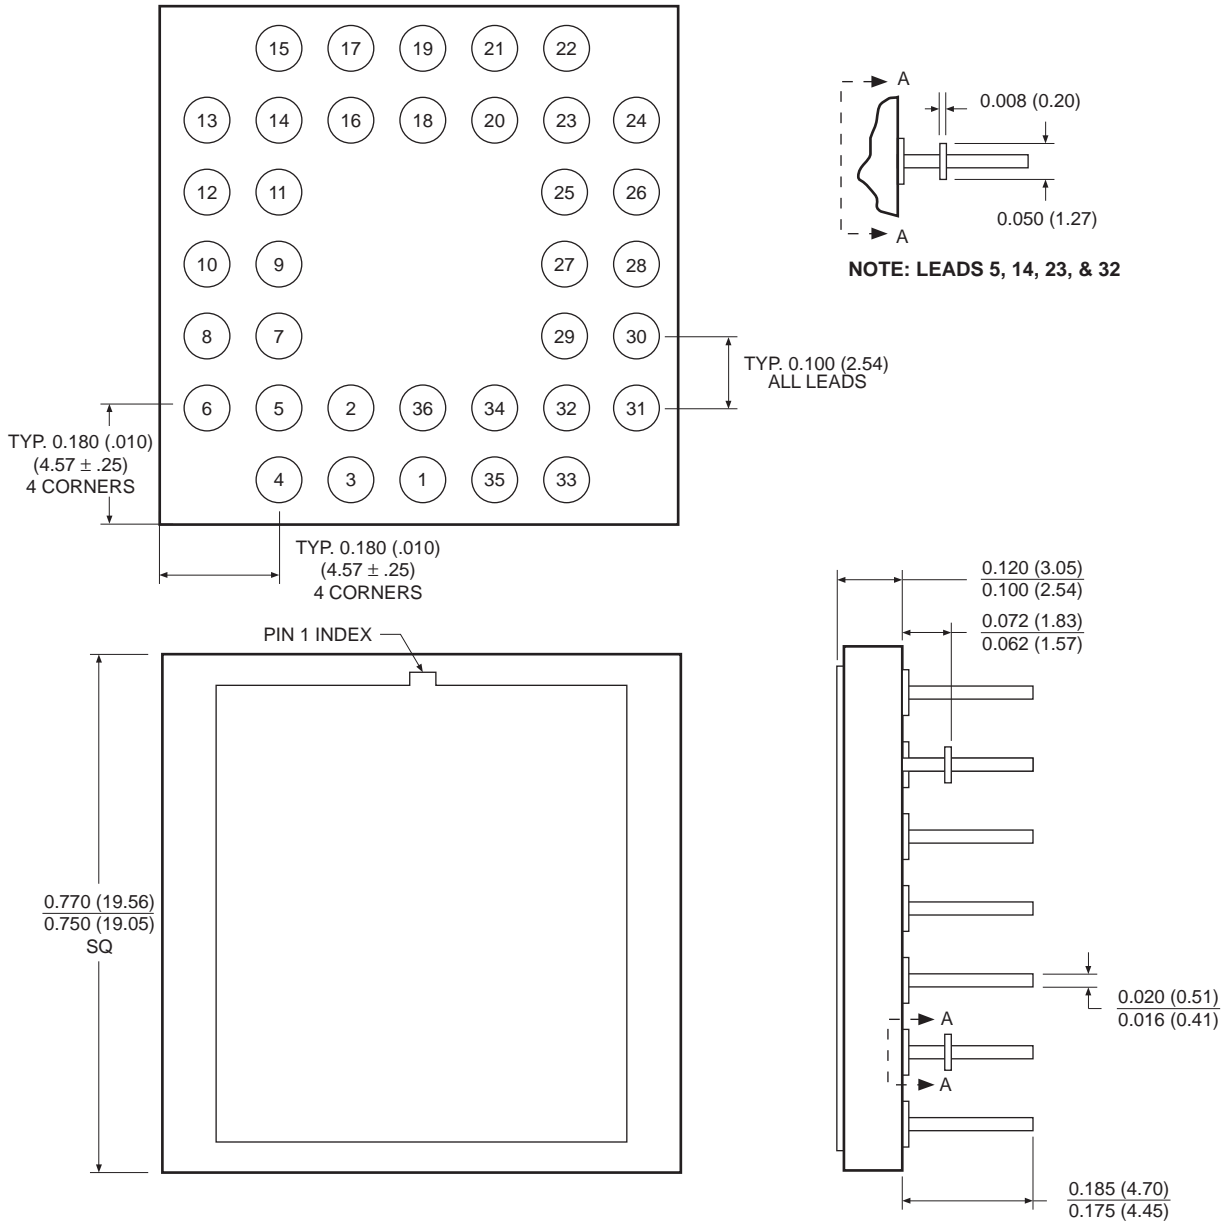 15 17 19 21 22
13 14 16 18 20 23 24
12 11 25 26
10 9 27 28
8 7 29 30
6 5 2 36 34 32 31
4 3 1 35 33
TYP. 0.100 (2.54)
ALL LEADS
TYP. 0.180 (.010)
(4.57 ± .25)
4 CORNERS
TYP. 0.180 (.010)
(4.57 ± .25)
4 CORNERS
A
0.008 (0.20)
0.050 (1.27)
A
NOTE: LEADS 5, 14, 23, & 32
PIN 1 INDEX
0.770 (19.56)
0.750 (19.05)
SQ
0.120 (3.05)
0.100 (2.54)
0.072 (1.83)
0.062 (1.57)
0.020 (0.51)
0.016 (0.41)
A
A
0.185 (4.70)
0.175 (4.45)